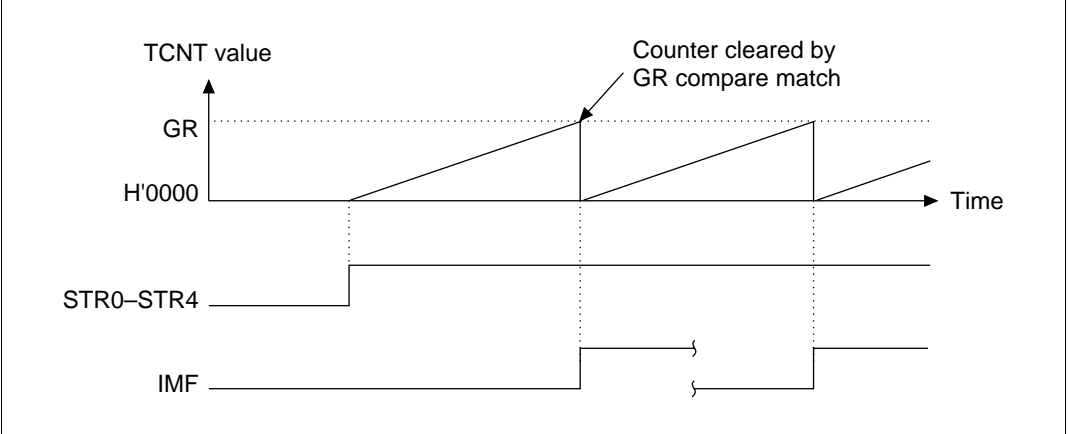 TCNT value
Counter cleared by
GR compare match
GR
H'0000
Time
STR0–STR4
IMF